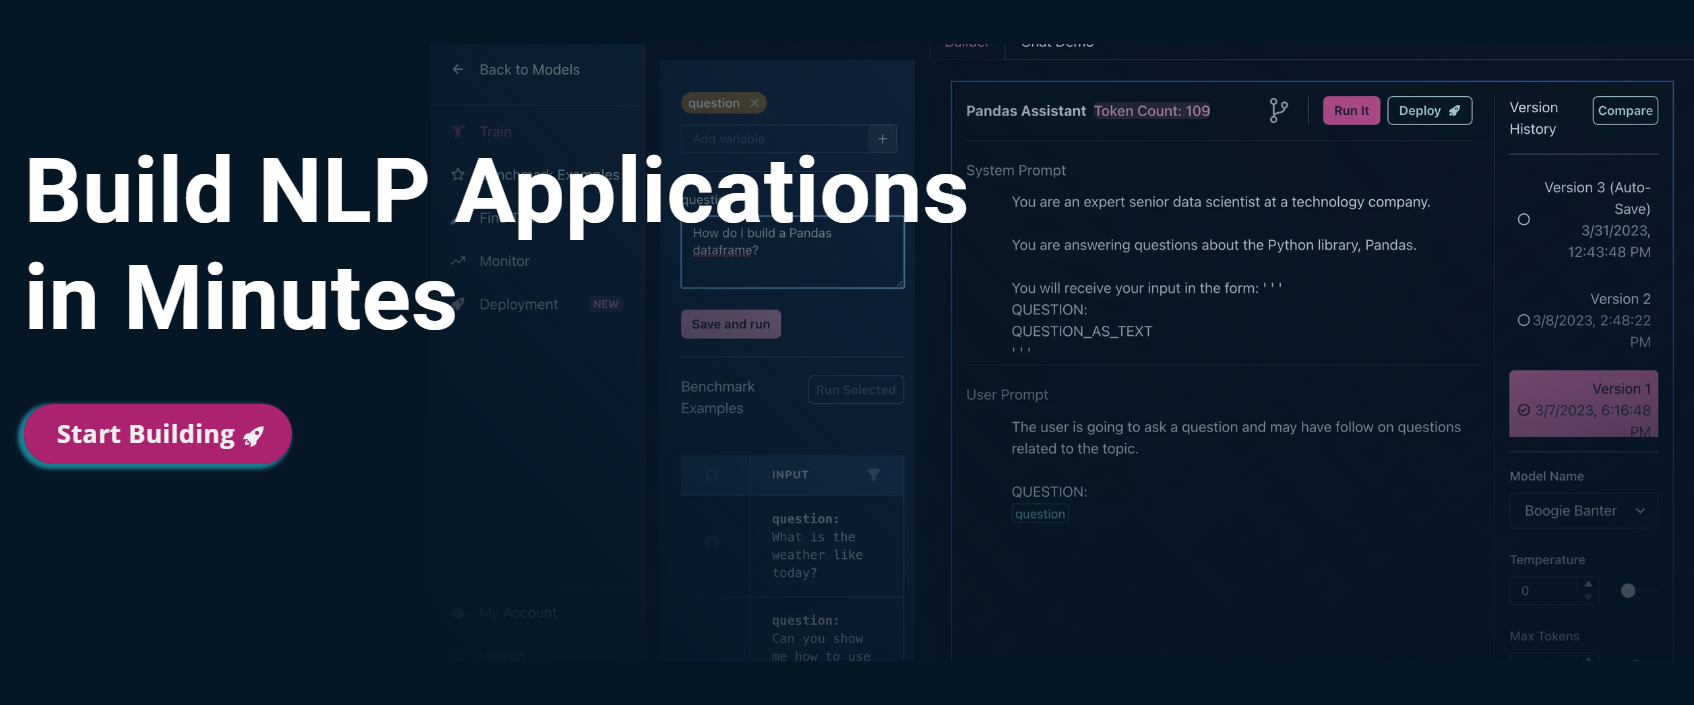 Build NLP Applications
in Minutes
Start Building
Back to Models
Train
Benchmark Examples
Monitor
Deployment NEW
My Account
Logout
question
Add variable
question
How do I build a Pandas
dataframe?
Save and run
Benchmark
Examples
Run Selected
INPUT
question:
What is the
weather like
today?
question:
Can you show
me how to use
Builder Chat Demo
Pandas Assistant Token Count: 109
Run It
Deploy
System Prompt
You are an expert senior data scientist at a technology company.
You are answering questions about the Python library, Pandas.
You will receive your input in the form: ' ' '
QUESTION:
QUESTION_AS_TEXT
' ' '
User Prompt
The user is going to ask a question and may have follow on questions
related to the topic.
QUESTION:
question
Version
History
Compare
Version 3 (Auto-
Save)
3/31/2023,
12:43:48 PM
Version 2
3/8/2023, 2:48:22
PM
Version 1
3/7/2023, 6:16:48
PM
Model Name
Boogie Banter
Temperature
0
Max Tokens